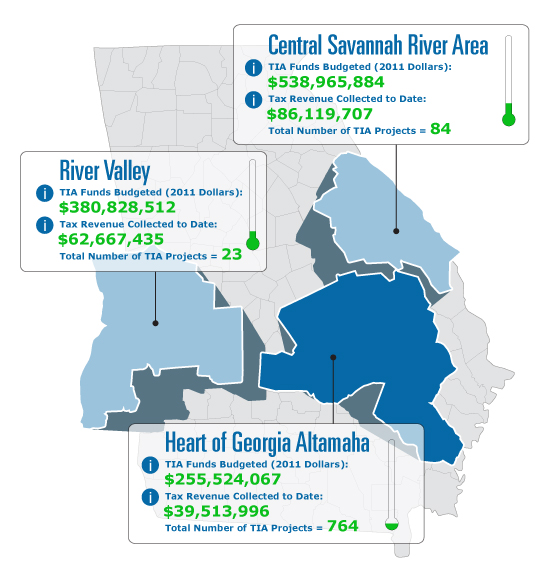 Central Savannah River Area
i TIA Funds Budgeted (2011 Dollars):
$538,965,884
i Tax Revenue Collected to Date:
$86,119,707
Total Number of TIA Projects = 84
River Valley
i TIA Funds Budgeted (2011 Dollars):
$380,828,512
i Tax Revenue Collected to Date:
$62,667,435
Total Number of TIA Projects = 23
Heart of Georgia Altamaha
i TIA Funds Budgeted (2011 Dollars):
$255,524,067
i Tax Revenue Collected to Date:
$39,513,996
Total Number of TIA Projects = 764